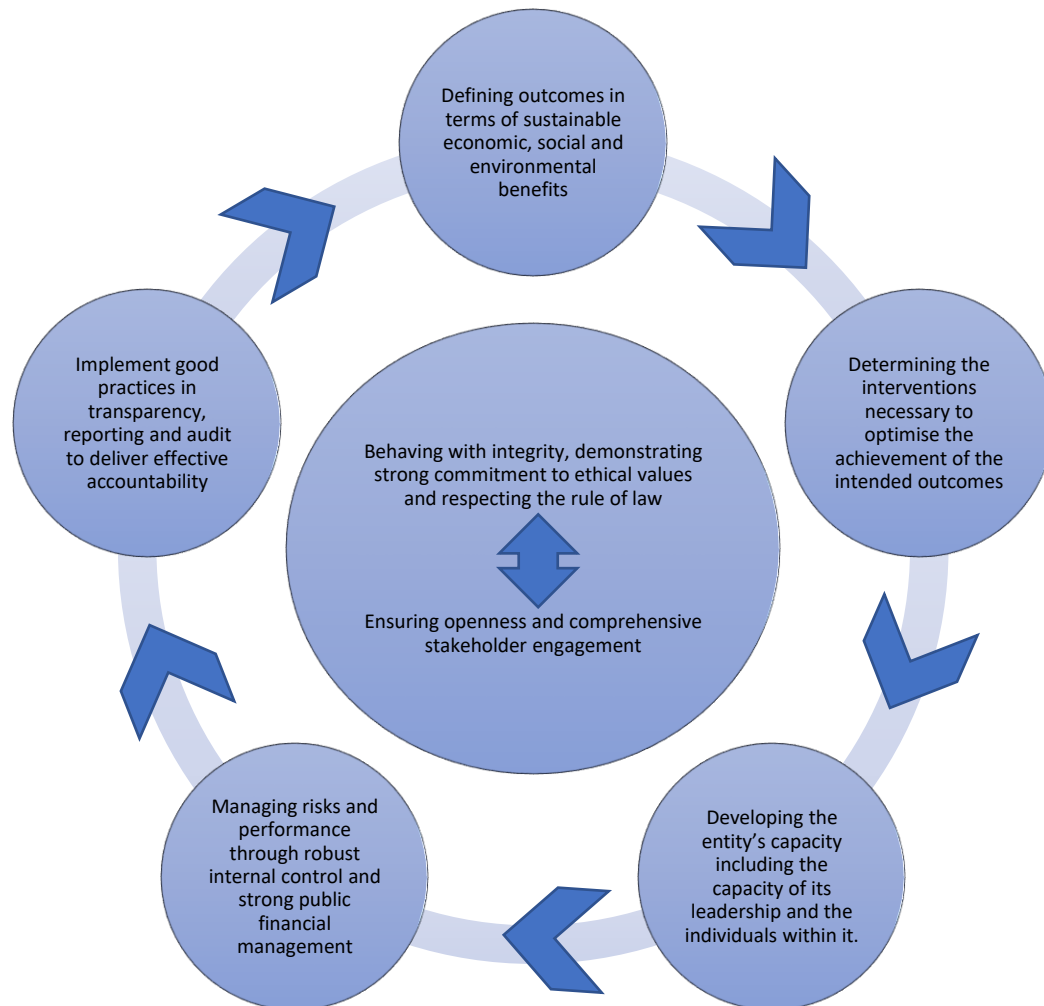 Defining outcomes in
terms of sustainable
economic, social and
environmental
benefits
Determining the
interventions
necessary to
optimise the
achievement of the
intended outcomes
Developing the
entity’s capacity
including the
capacity of its
leadership and the
individuals within it.
Managing risks and
performance
through robust
internal control and
strong public
financial
management
Implement good
practices in
transparency,
reporting and audit
to deliver effective
accountability
Behaving with integrity, demonstrating
strong commitment to ethical values
and respecting the rule of law
Ensuring openness and comprehensive
stakeholder engagement